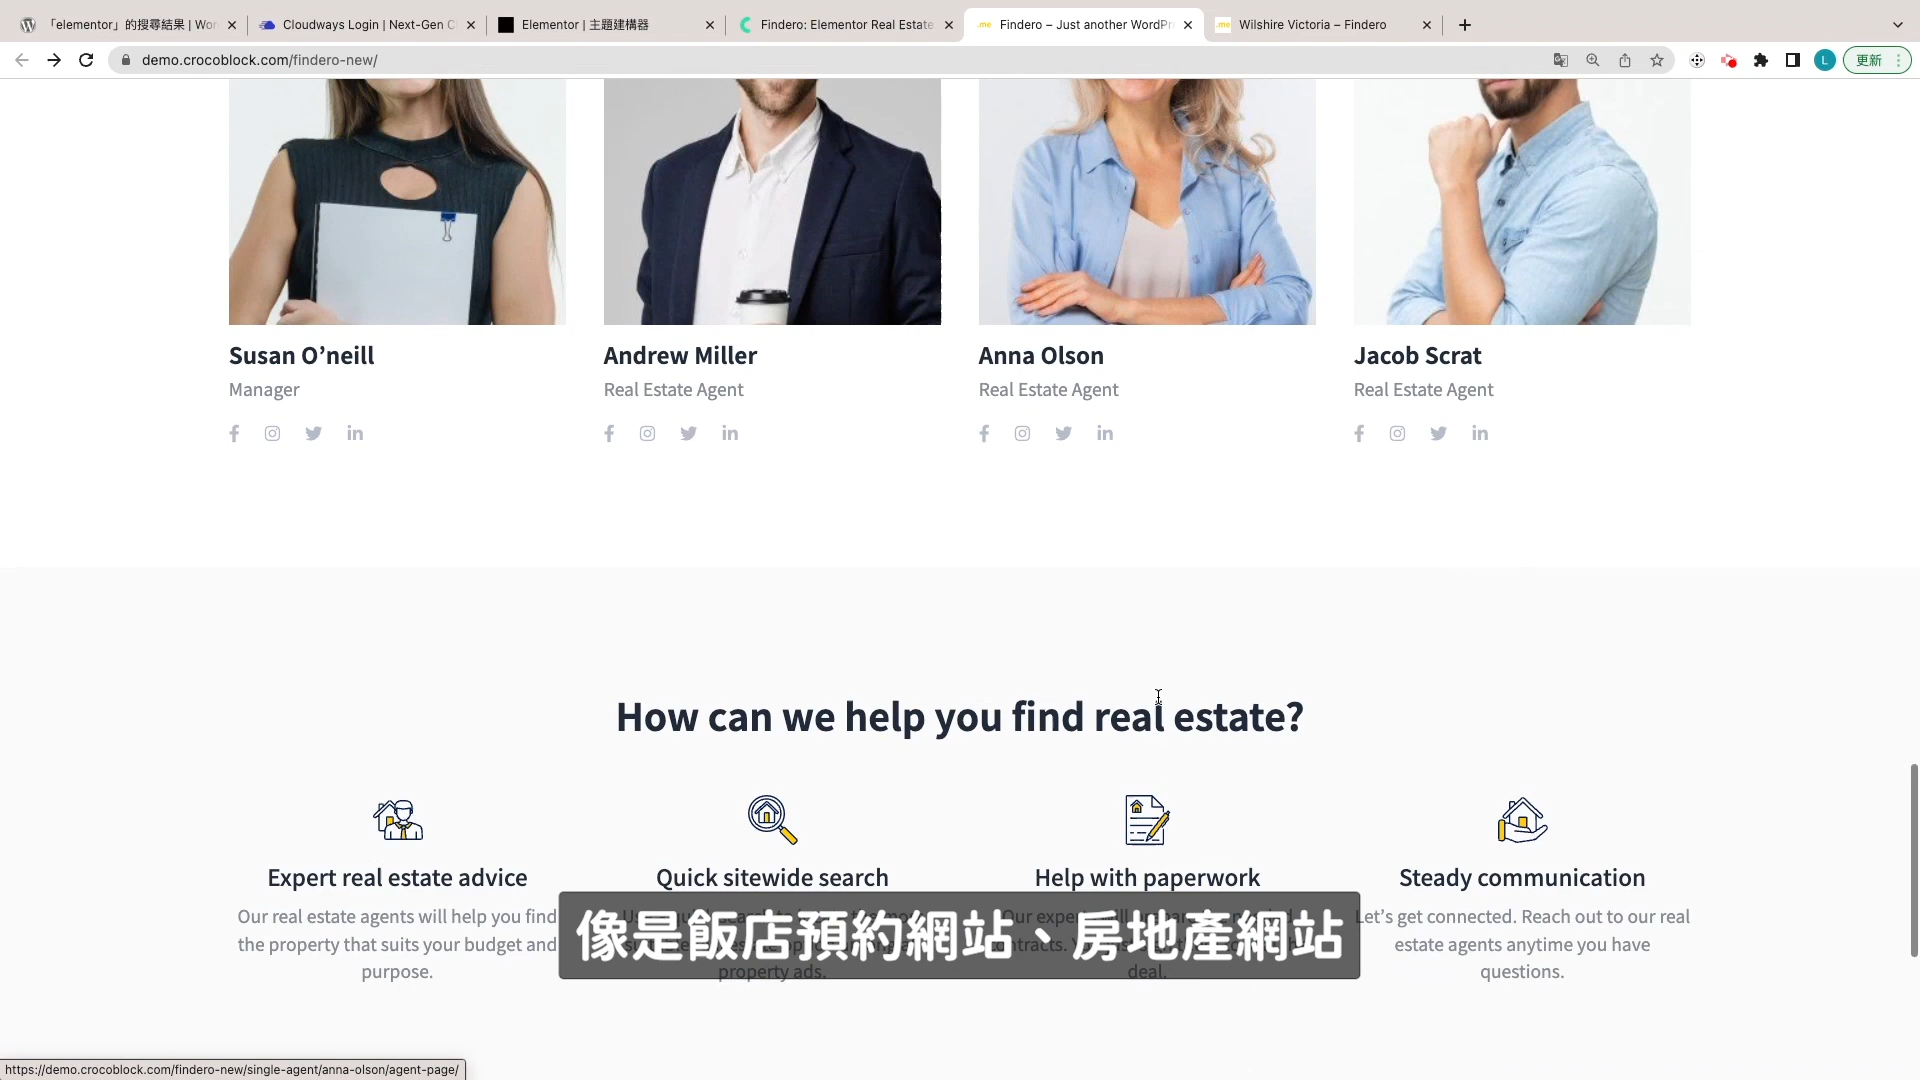 「elementor」的搜尋結果 | Wor
Cloudways Login | Next-Gen C
Elementor | 主題建構器
Findero: Elementor Real Estate
Findero – Just another WordPr
Wilshire Victoria – Findero
demo.crocoblock.com/findero-new/
L
更新
Susan O’neill
Andrew Miller
Anna Olson
Jacob Scrat
Manager
Real Estate Agent
Real Estate Agent
Real Estate Agent
How can we help you find real estate?
Expert real estate advice
Quick sitewide search
Help with paperwork
Steady communication
Our real estate agents will help you find
the property that suits your budget and
purpose.
property ads.
deal.
Let’s get connected. Reach out to our real
estate agents anytime you have
questions.
像是飯店預約網站、房地產網站
https://demo.crocoblock.com/findero-new/single-agent/anna-olson/agent-page/